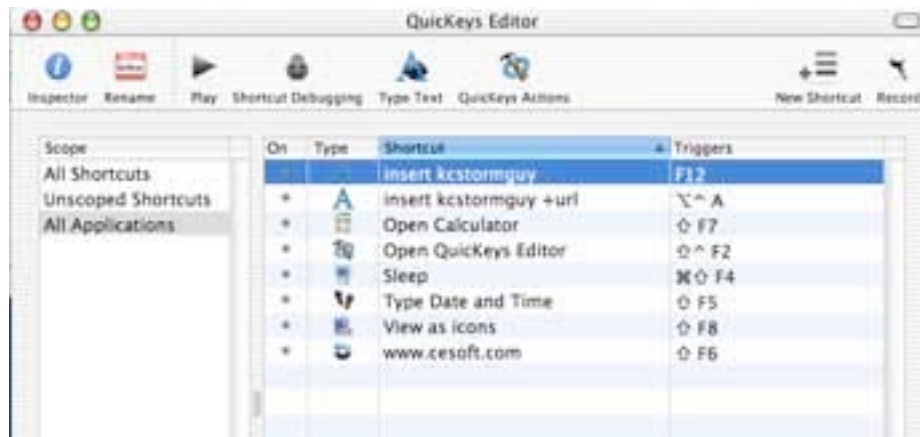 QuicKeys Editor
Inspector Rename Play Shortcut Debugging Type Text QuicKeys Actions New Shortcut Record
Scope On Type Shortcut Triggers
All Shortcuts insert kcstormguy F12
Unscoped Shortcuts A insert kcstormguy +url ⌥^ A
All Applications Open Calculator ⇧ F7
Open QuicKeys Editor ⇧^ F2
Sleep ⌘⇧ F4
Type Date and Time ⇧ F5
View as icons ⇧ F8
www.cesoft.com ⇧ F6